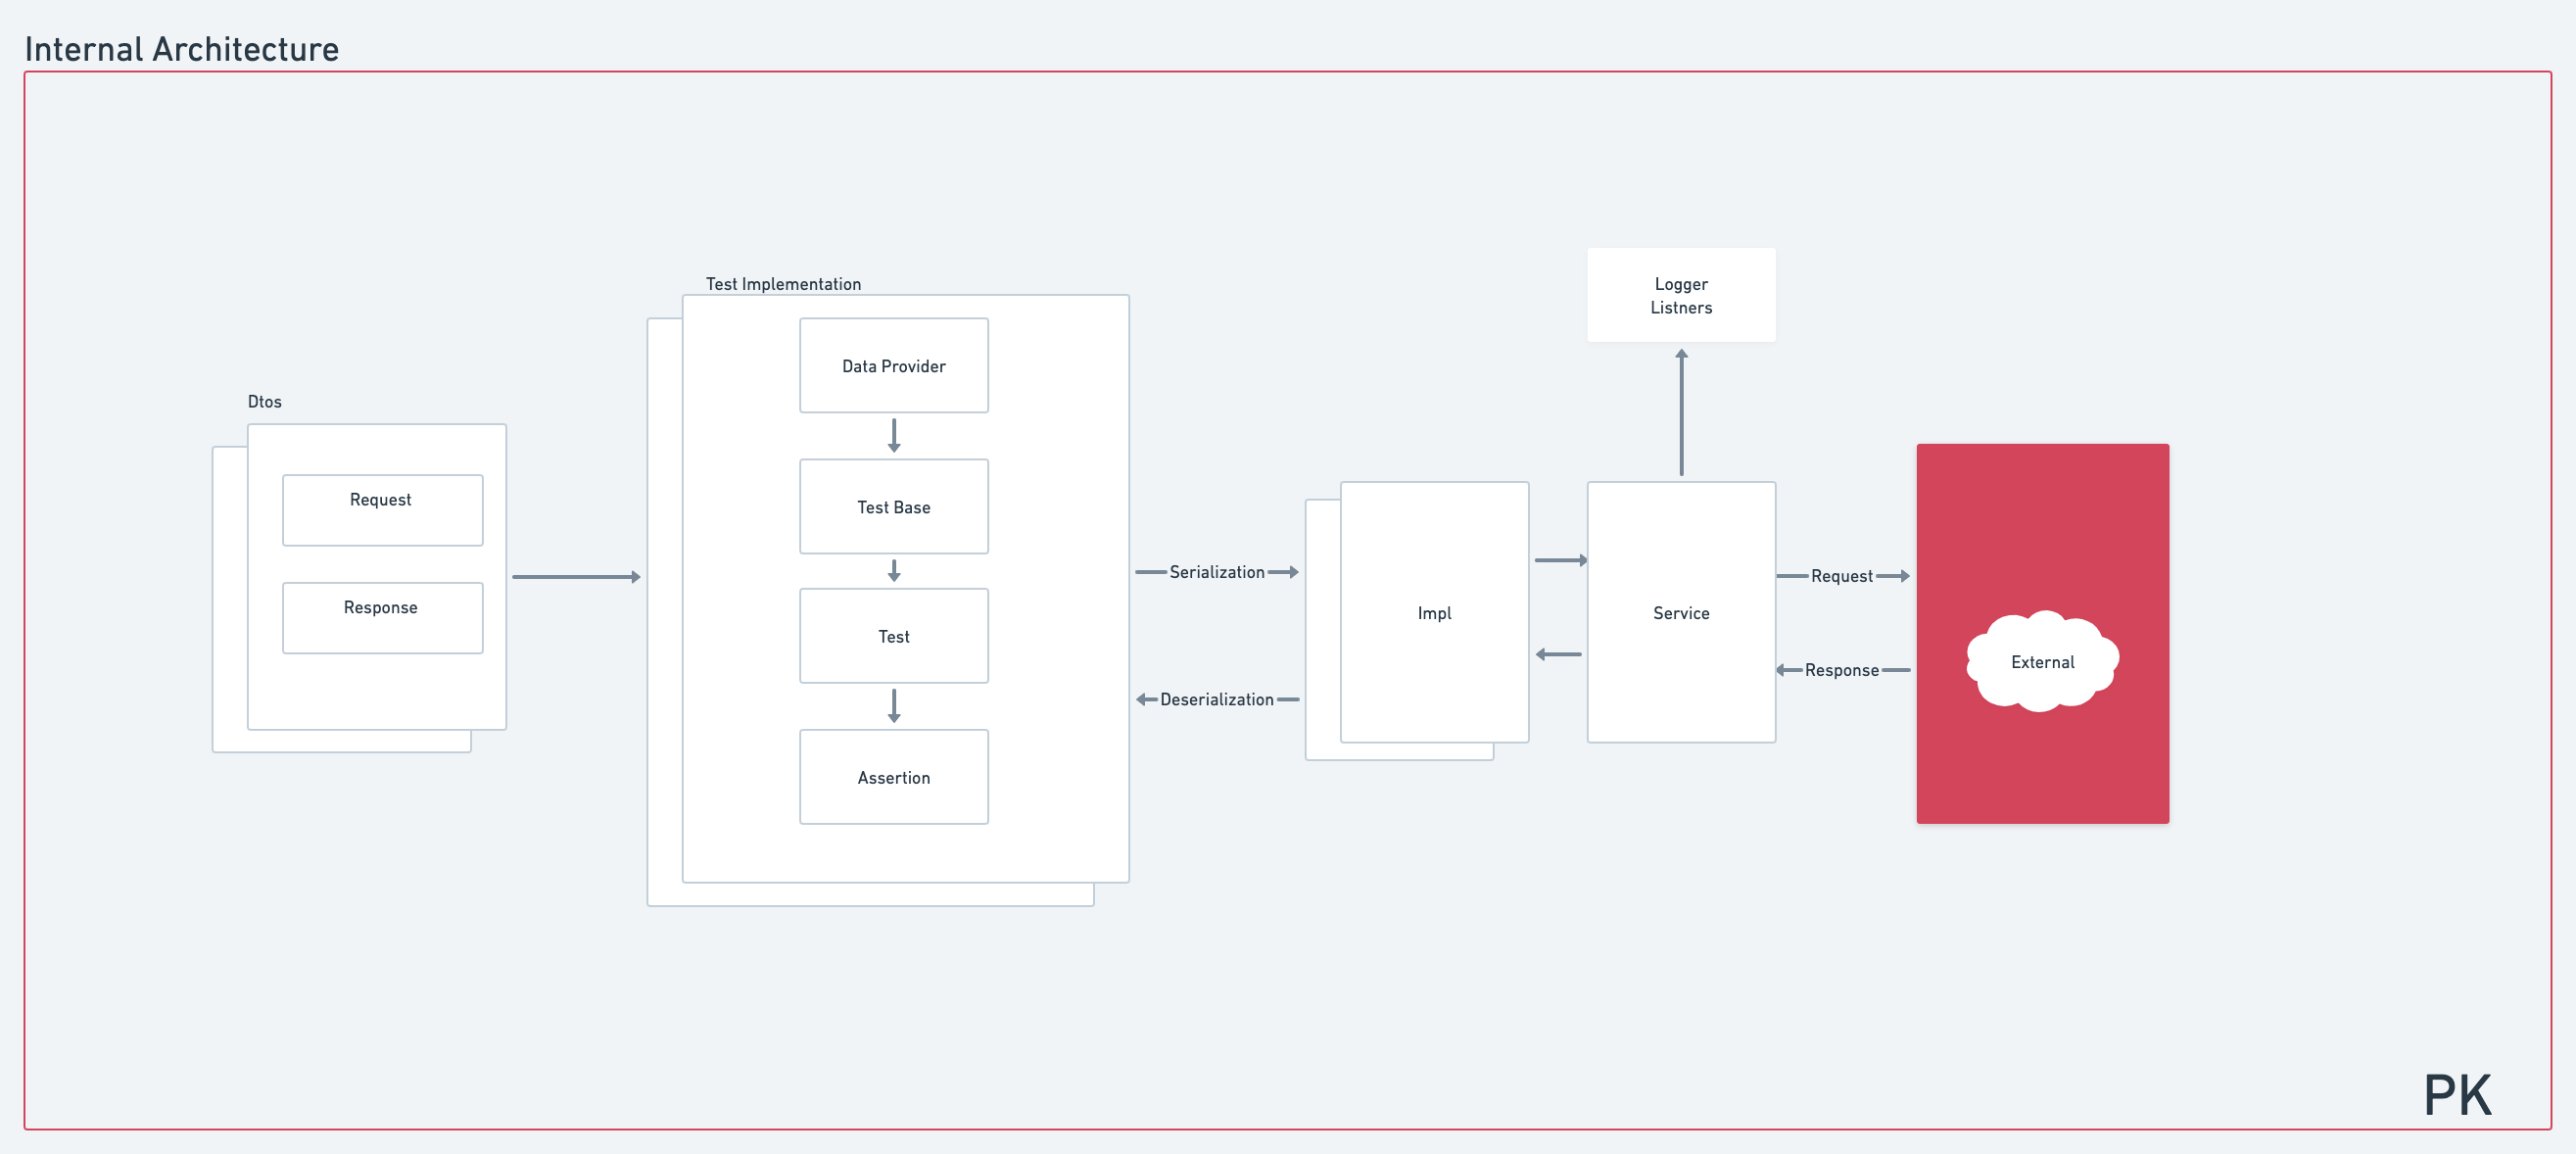 Internal Architecture
Dtos
Request
Response
Test Implementation
Data Provider
Test Base
Test
Assertion
Serialization
Deserialization
Impl
Logger
Listners
Service
Request
Response
External
PK